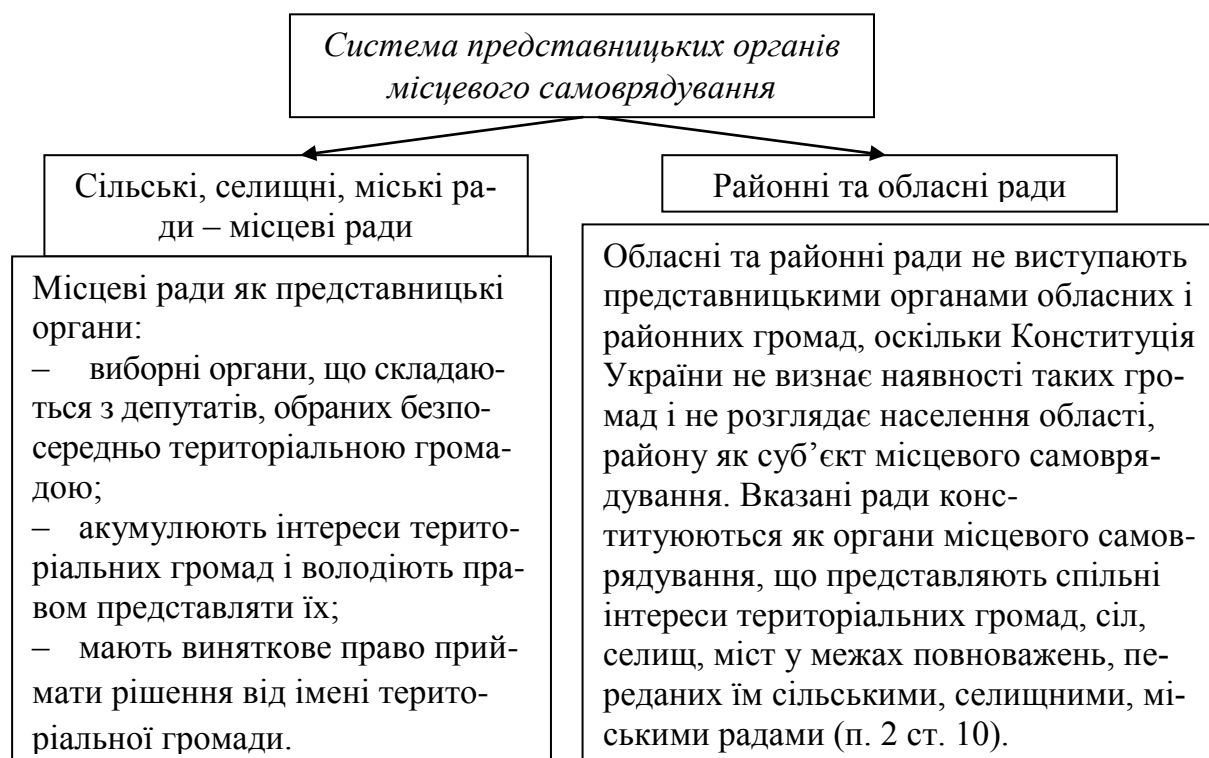 Система представницьких органів
місцевого самоврядування
Сільські, селищні, міські ра-
ди – місцеві ради
Місцеві ради як представницькі
органи:
– виборні органи, що складаю-
ться з депутатів, обраних безпо-
середньо територіальною грома-
дою;
– акумулюють інтереси терито-
ріальних громад і володіють пра-
вом представляти їх;
– мають виняткове право прий-
мати рішення від імені терито-
ріальної громади.
Районні та обласні ради
Обласні та районні ради не виступають
представницькими органами обласних і
районних громад, оскільки Конституція
України не визнає наявності таких гро-
мад і не розглядає населення області,
району як суб’єкт місцевого самовря-
дування. Вказані ради конс-
титуюються як органи місцевого самов-
рядування, що представляють спільні
інтереси територіальних громад, сіл,
селищ, міст у межах повноважень, пе-
реданих їм сільськими, селищними, мі-
ськими радами (п. 2 ст. 10).